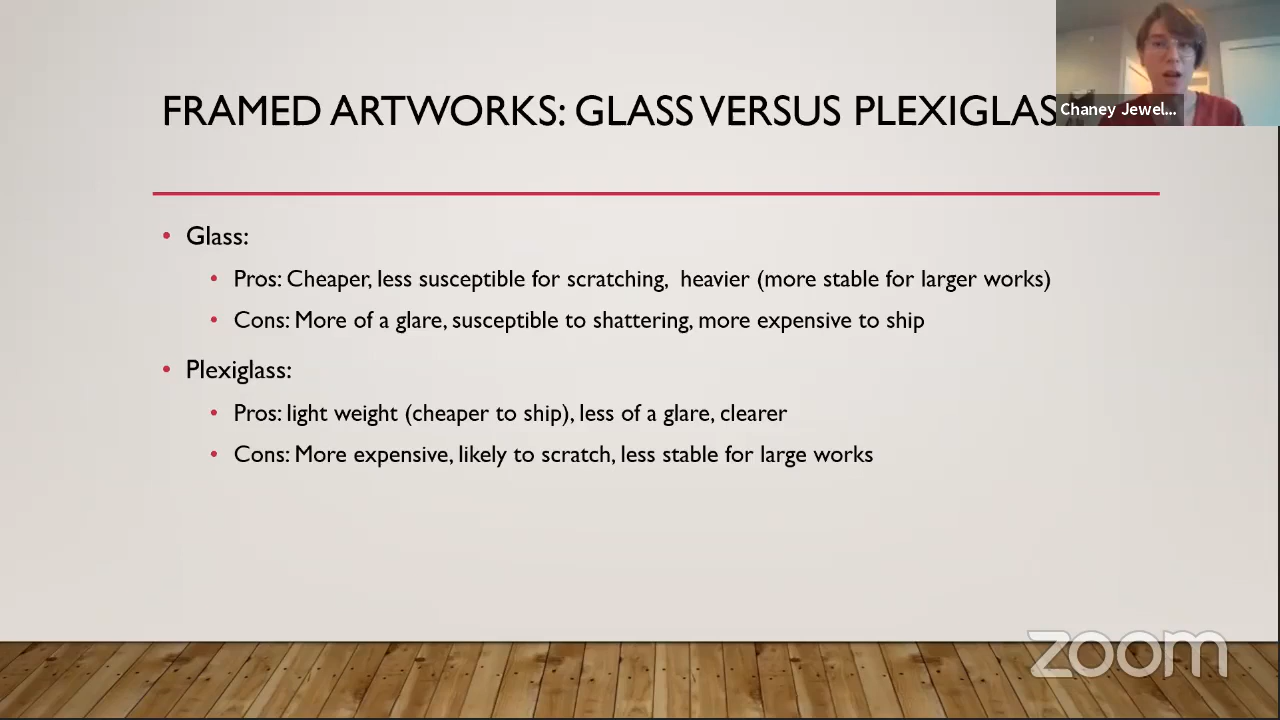 FRAMED ARTWORKS: GLASS VERSUS PLEXIGLAS
Chaney Jewel...
• Glass:
• Pros: Cheaper, less susceptible for scratching,  heavier (more stable for larger works)
• Cons: More of a glare, susceptible to shattering, more expensive to ship
• Plexiglass:
• Pros: light weight (cheaper to ship), less of a glare, clearer
• Cons: More expensive, likely to scratch, less stable for large works
zoom